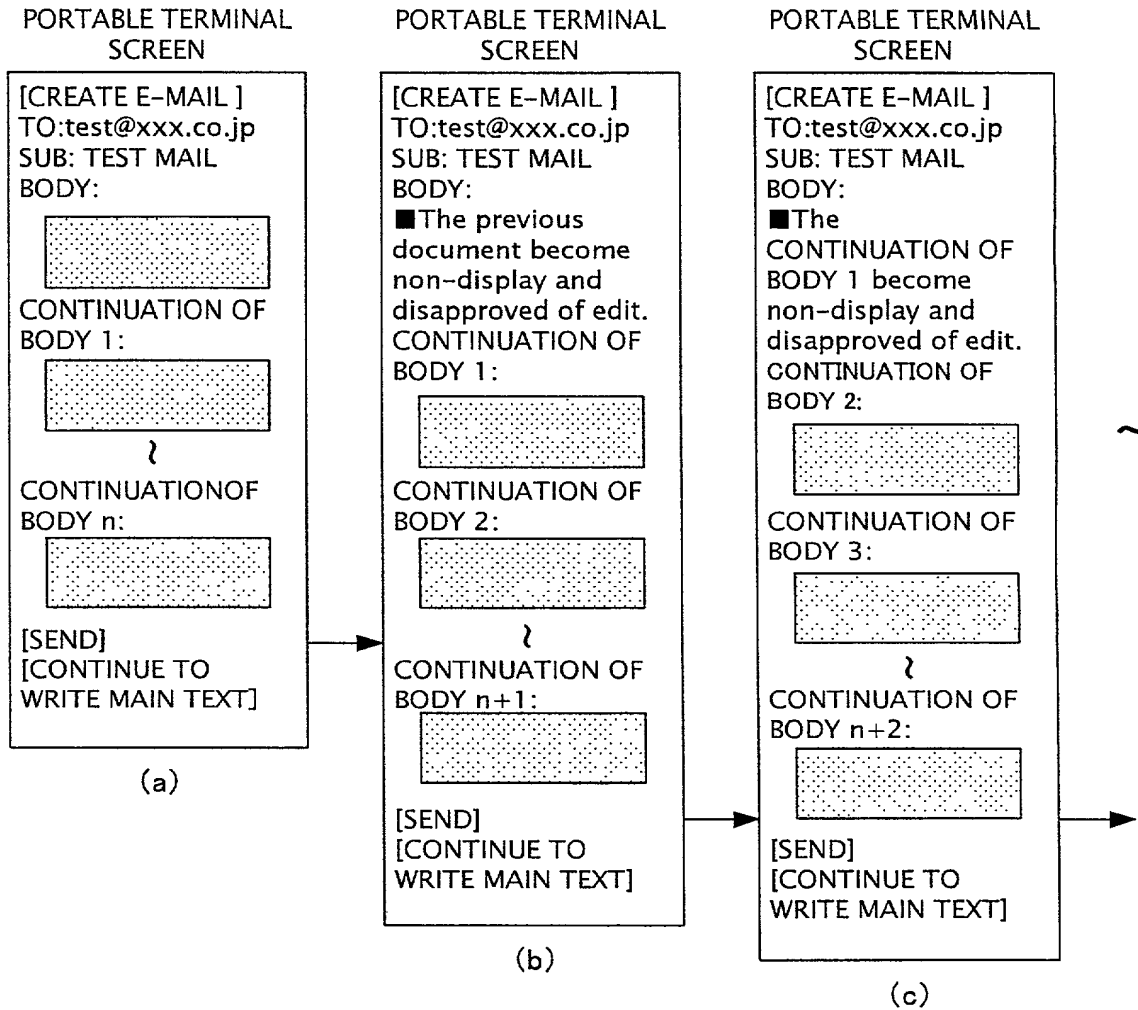 PORTABLE TERMINAL
SCREEN
[CREATE E-MAIL ]
TO:test@xxx.co.jp
SUB: TEST MAIL
BODY:
CONTINUATION OF
BODY 1:
~
CONTINUATIONOF
BODY n:
[SEND]
[CONTINUE TO
WRITE MAIN TEXT]
(a)
PORTABLE TERMINAL
SCREEN
[CREATE E-MAIL ]
TO:test@xxx.co.jp
SUB: TEST MAIL
BODY:
■The previous
document become
non-display and
disapproved of edit.
CONTINUATION OF
BODY 1:
CONTINUATION OF
BODY 2:
~
CONTINUATION OF
BODY n+1:
[SEND]
[CONTINUE TO
WRITE MAIN TEXT]
(b)
PORTABLE TERMINAL
SCREEN
[CREATE E-MAIL ]
TO:test@xxx.co.jp
SUB: TEST MAIL
BODY:
■The
CONTINUATION OF
BODY 1 become
non-display and
disapproved of edit.
CONTINUATION OF
BODY 2:
CONTINUATION OF
BODY 3:
~
CONTINUATION OF
BODY n+2:
[SEND]
[CONTINUE TO
WRITE MAIN TEXT]
(c)
~